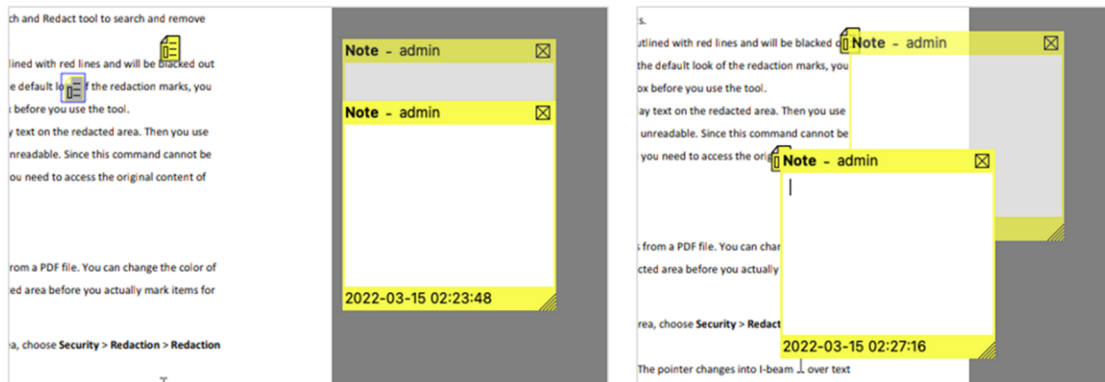 ch and Redact tool to search and remove
lined with red lines and will be blacked out
e default lo f the redaction marks, you
before you use the tool.
y text on the redacted area. Then you use
nreadable. Since this command cannot be
ou need to access the original content of
rom a PDF file. You can change the color of
ed area before you actually mark items for
a, choose Security > Redaction > Redaction
Note - admin
Note - admin
2022-03-15 02:23:48
s.
utlined with red lines and will be blacked o
the default look of the redaction marks, you
ox before you use the tool.
ay text on the redacted area. Then you use
unreadable. Since this command cannot be
you need to access the orig
s from a PDF file. You can char
cted area before you actually
rea, choose Security > Redact
The pointer changes into I-beam over text
Note - admin
Note - admin
2022-03-15 02:27:16